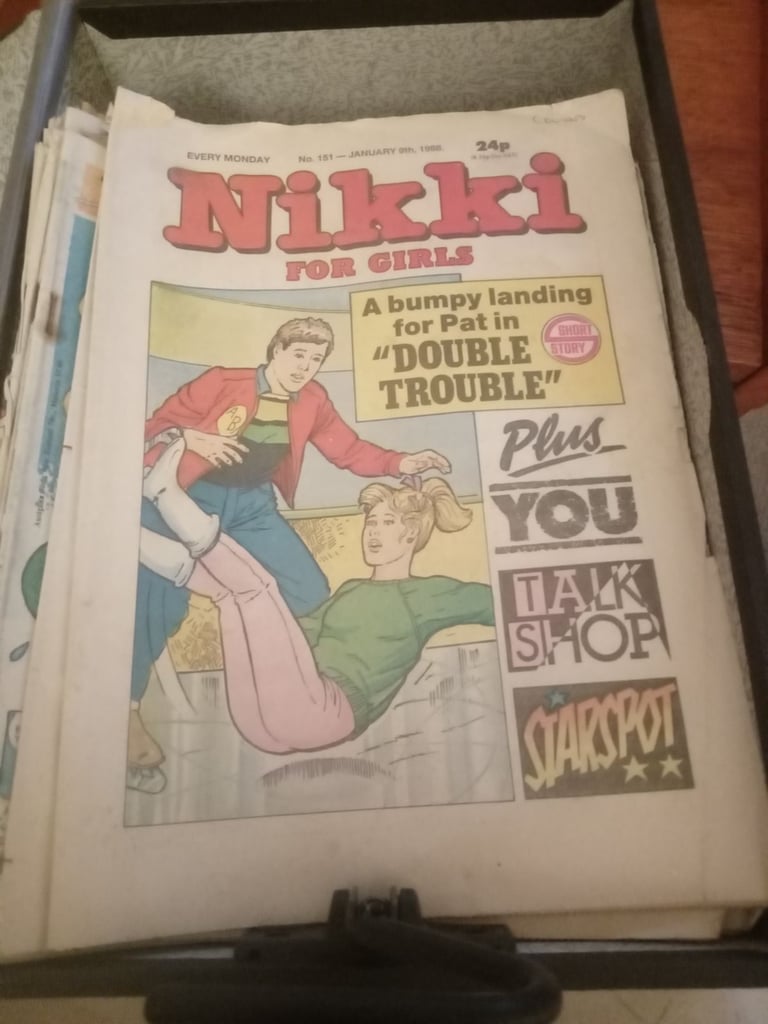 EVERY MONDAY No. 151 — JANUARY 9th, 1988. 24p
Nikki
FOR GIRLS
A bumpy landing
for Pat in
"DOUBLE
TROUBLE"
SHORT
STORY
Plus
YOU
TALK
SHOP
STARSPOT